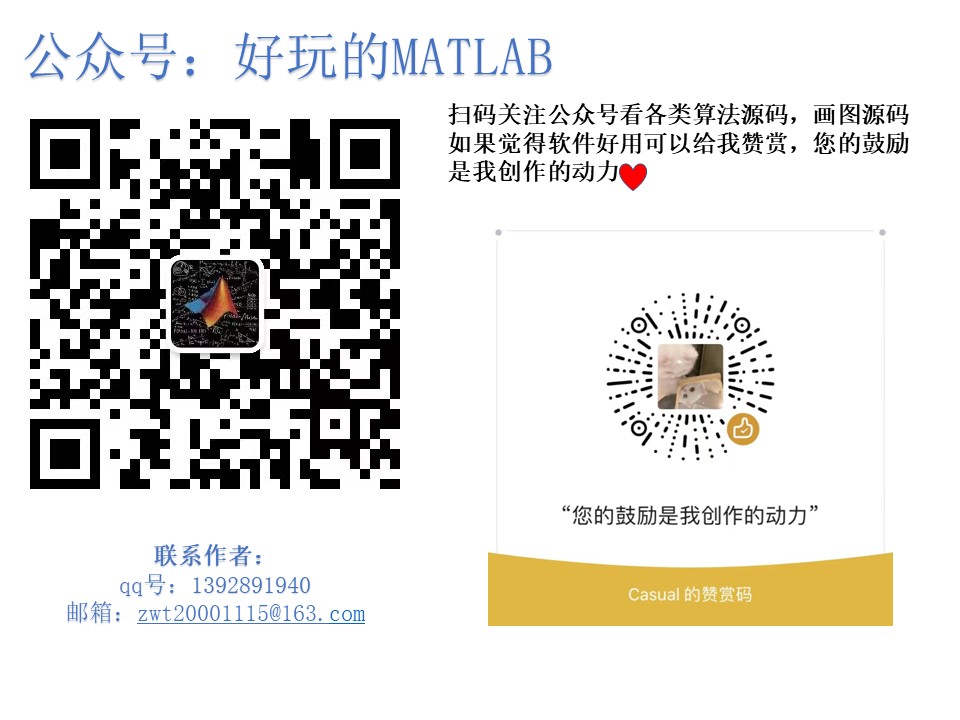 公众号：好玩的MATLAB
扫码关注公众号看各类算法源码，画图源码
如果觉得软件好用可以给我赞赏，您的鼓励
是我创作的动力
“您的鼓励是我创作的动力”
Casual 的赞赏码
联系作者：
qq号：1392891940
邮箱：zwt20001115@163.com